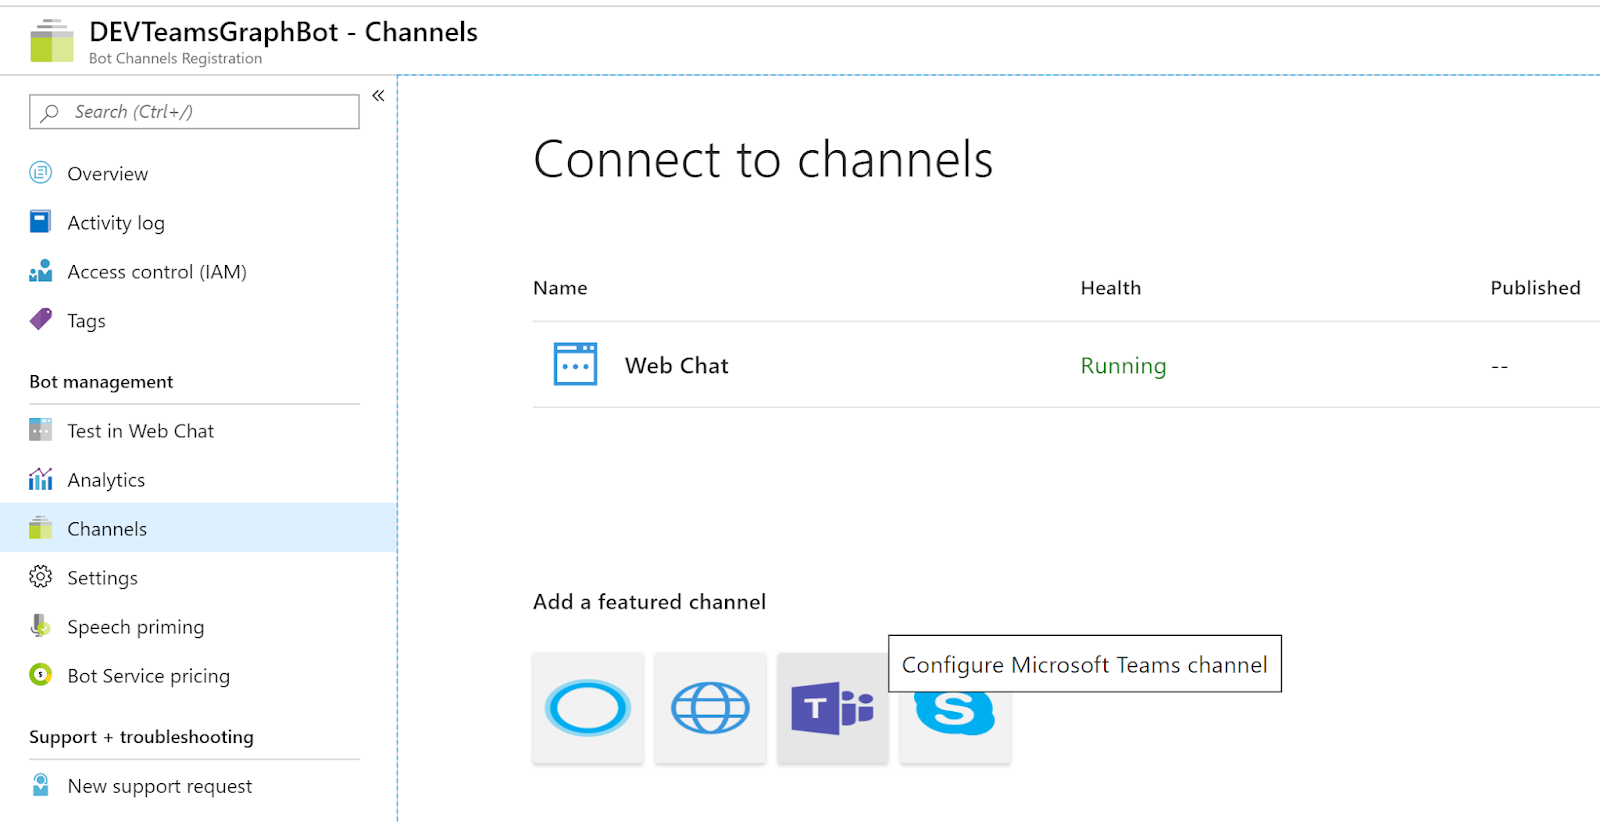 DEVTeamsGraphBot - Channels
Bot Channels Registration
Search (Ctrl+/)
«
Overview
Activity log
Access control (IAM)
Tags
Bot management
Test in Web Chat
Analytics
Channels
Settings
Speech priming
Bot Service pricing
Support + troubleshooting
New support request
Connect to channels
Name Health Published
Web Chat Running --
Add a featured channel
Configure Microsoft Teams channel
T
S